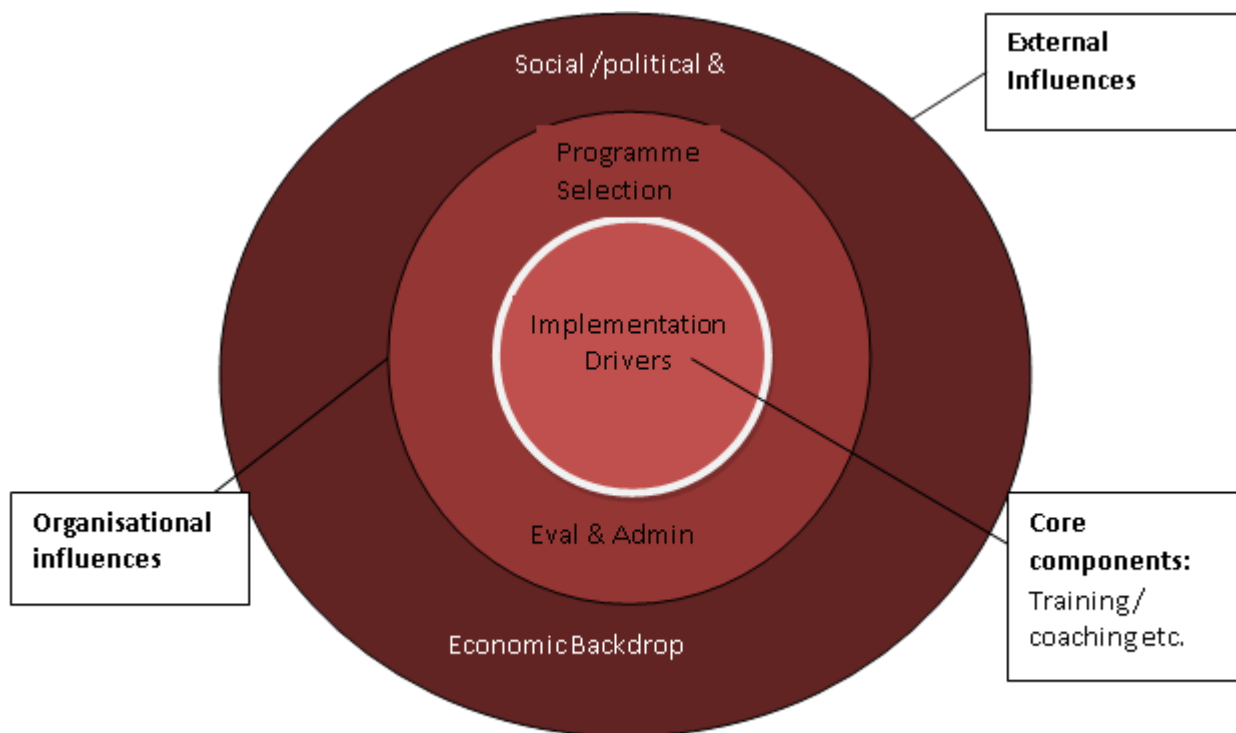 Social /political &
External
Influences
Programme
Selection
Implementation
Drivers
Organisational
influences
Eval & Admin
Core
components:
Training/
coaching etc.
Economic Backdrop